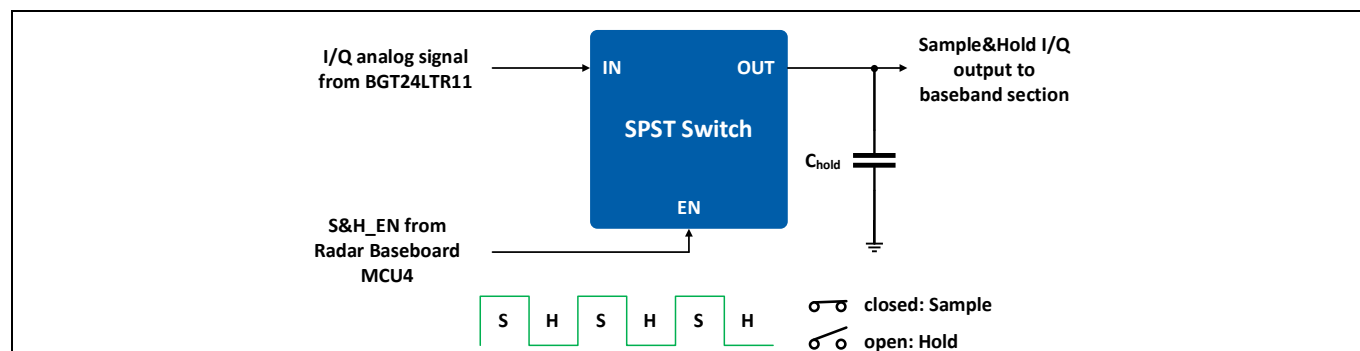 I/Q analog signal
from BGT24LTR11
IN
OUT
SPST Switch
EN
Sample&Hold I/Q
output to
baseband section
Chold
S&H_EN from
Radar Baseboard
MCU4
S H S H S H
closed: Sample
open: Hold